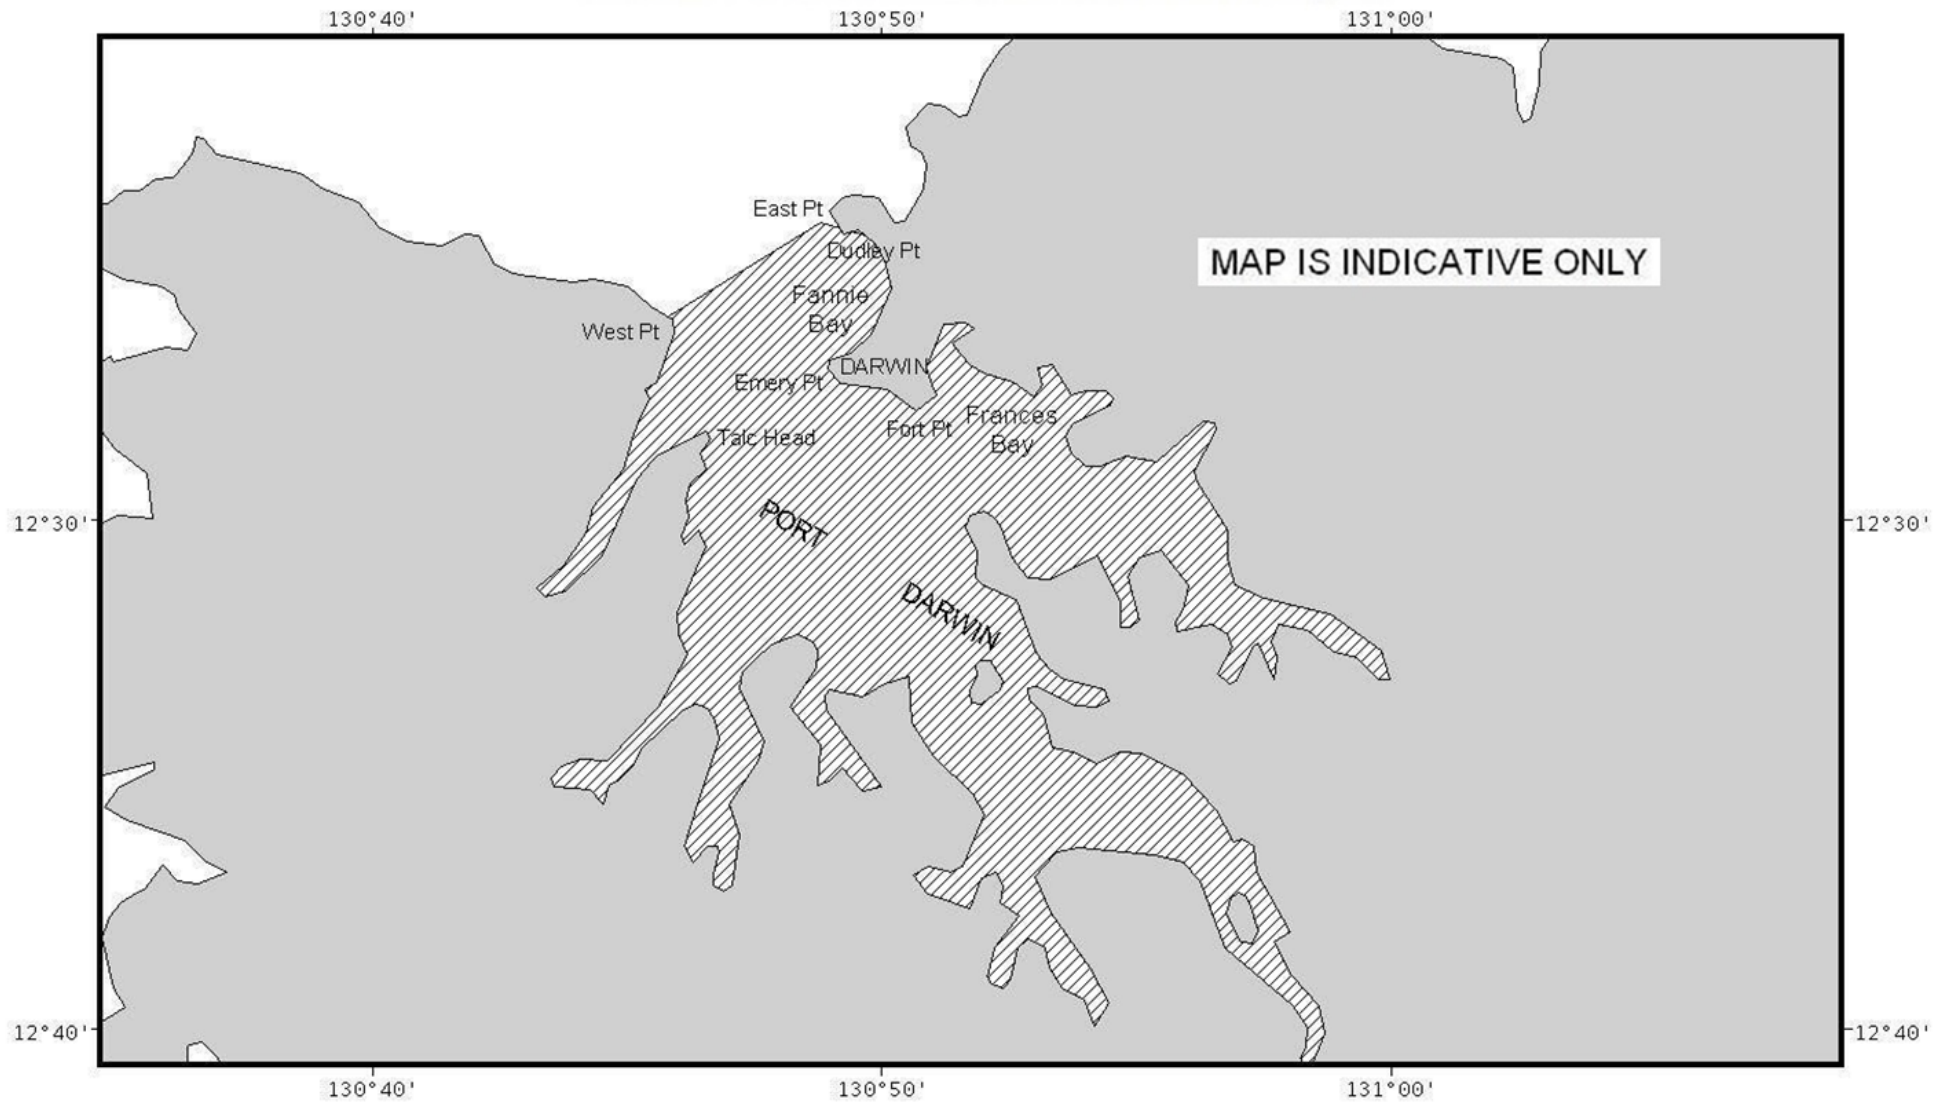 130°40' 130°50' 131°00'
East Pt
Dudley Pt
MAP IS INDICATIVE ONLY
Fannie
Bay
West Pt
DARWIN
Emery Pt
Frances
Bay
Fort Pt
Talc Head
PORT
12°30' 12°30'
DARWIN
12°40' 12°40'
130°40' 130°50' 131°00'